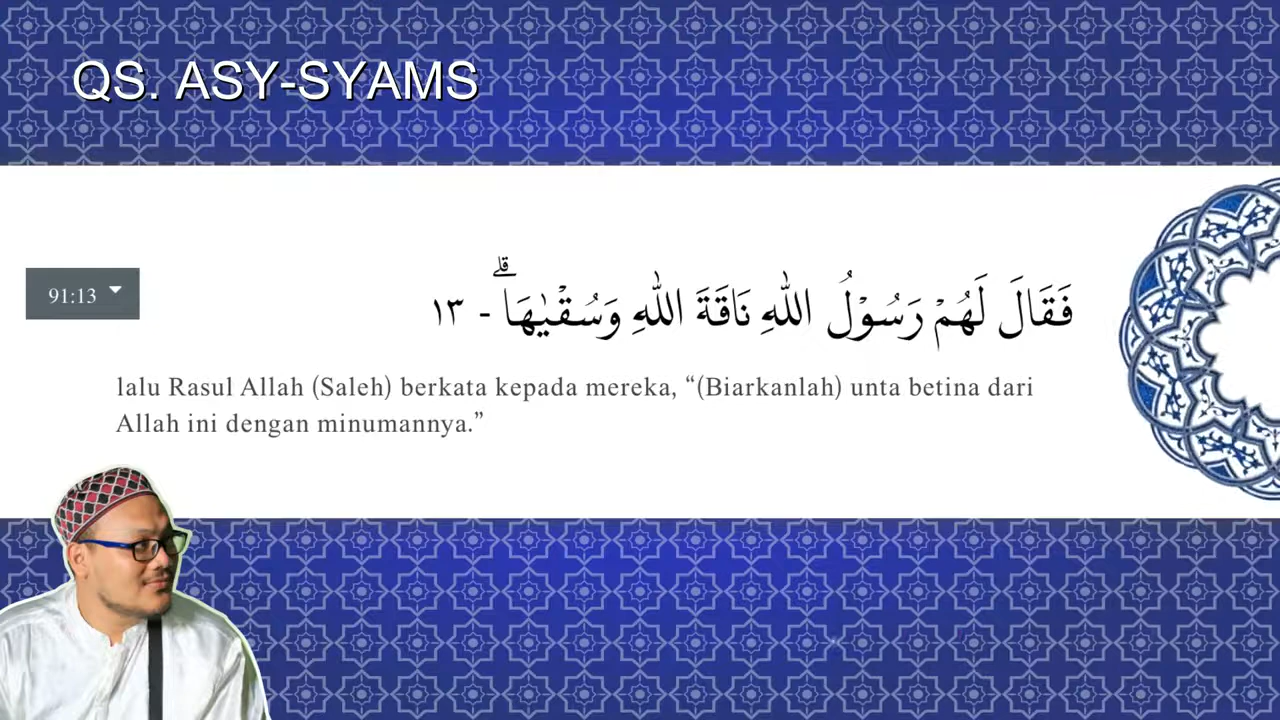 QS. ASY-SYAMS
91:13
فَقَالَ لَهُمْ رَسُوْلُ اللّٰهِ نَاقَةَ اللّٰهِ وَسُقْيٰهَاۗ - ١٣
lalu Rasul Allah (Saleh) berkata kepada mereka, “(Biarkanlah) unta betina dari
Allah ini dengan minumannya.”